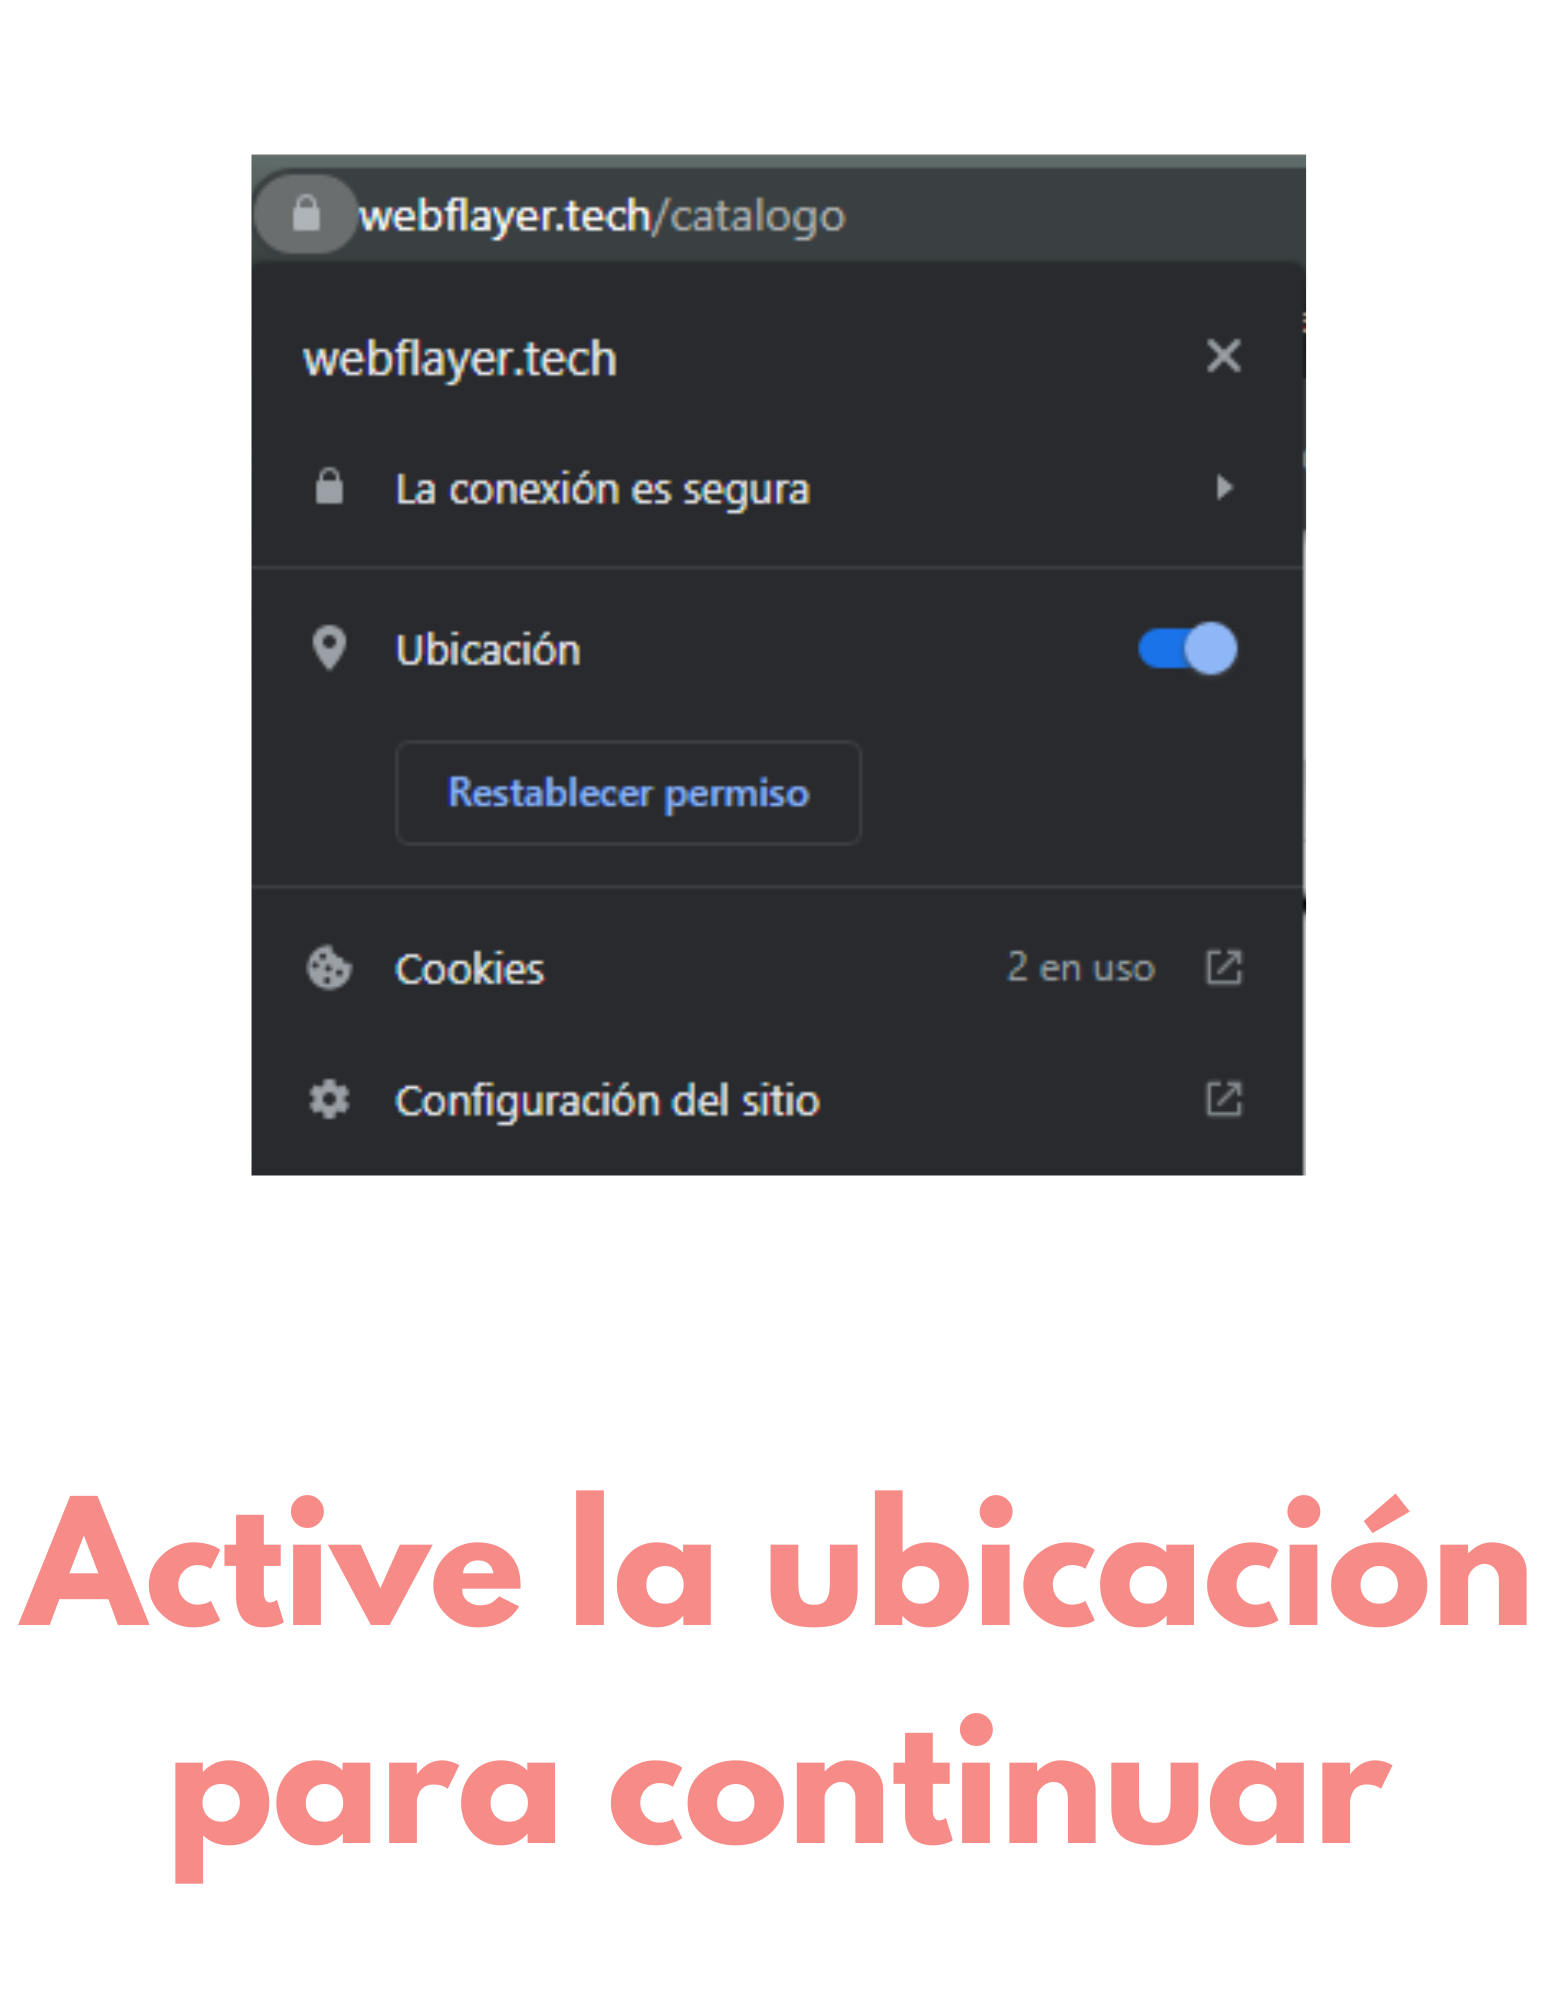 webflayer.tech/catalogo
webflayer.tech
La conexión es segura
Ubicación
Restablecer permiso
Cookies 2 en uso
Configuración del sitio
Active la ubicación
para continuar